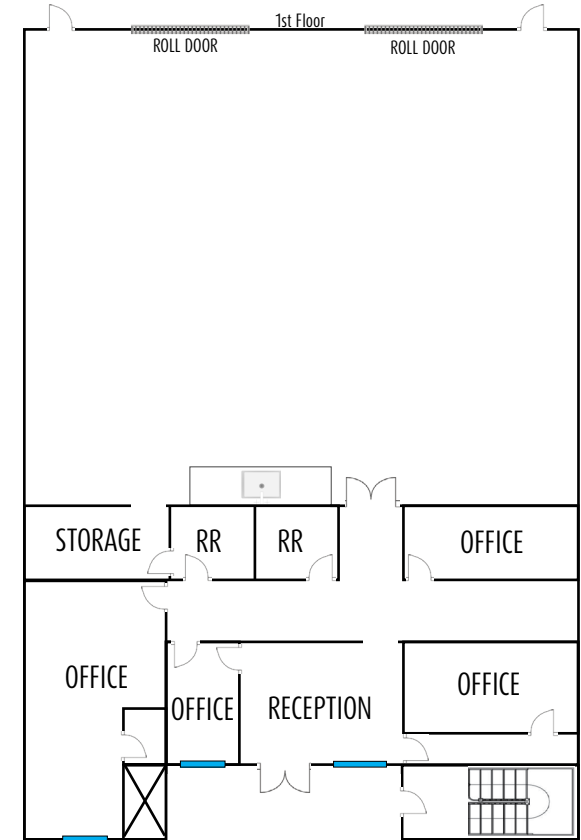 1st Floor
ROLL DOOR
ROLL DOOR
STORAGE
RR
RR
OFFICE
OFFICE
OFFICE
RECEPTION
OFFICE